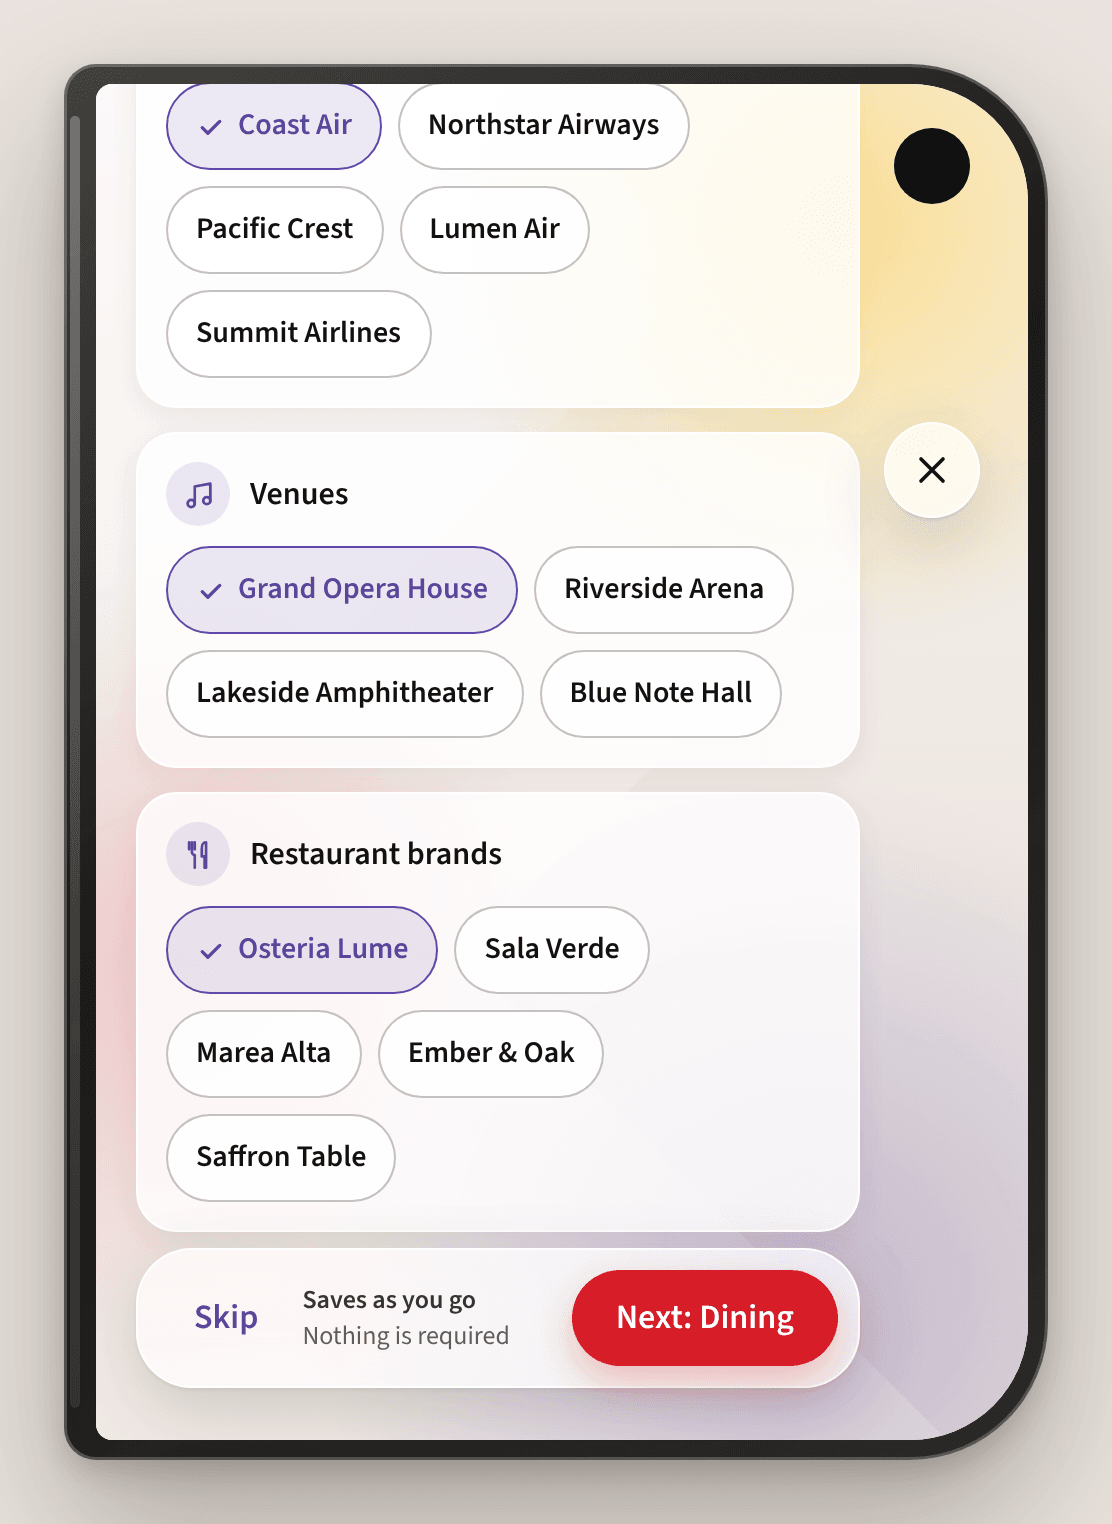 Coast Air
Northstar Airways
Pacific Crest
Lumen Air
Summit Airlines
Venues
Grand Opera House
Riverside Arena
Lakeside Amphitheater
Blue Note Hall
Restaurant brands
Osteria Lume
Sala Verde
Marea Alta
Ember & Oak
Saffron Table
Skip
Saves as you go
Nothing is required
Next: Dining